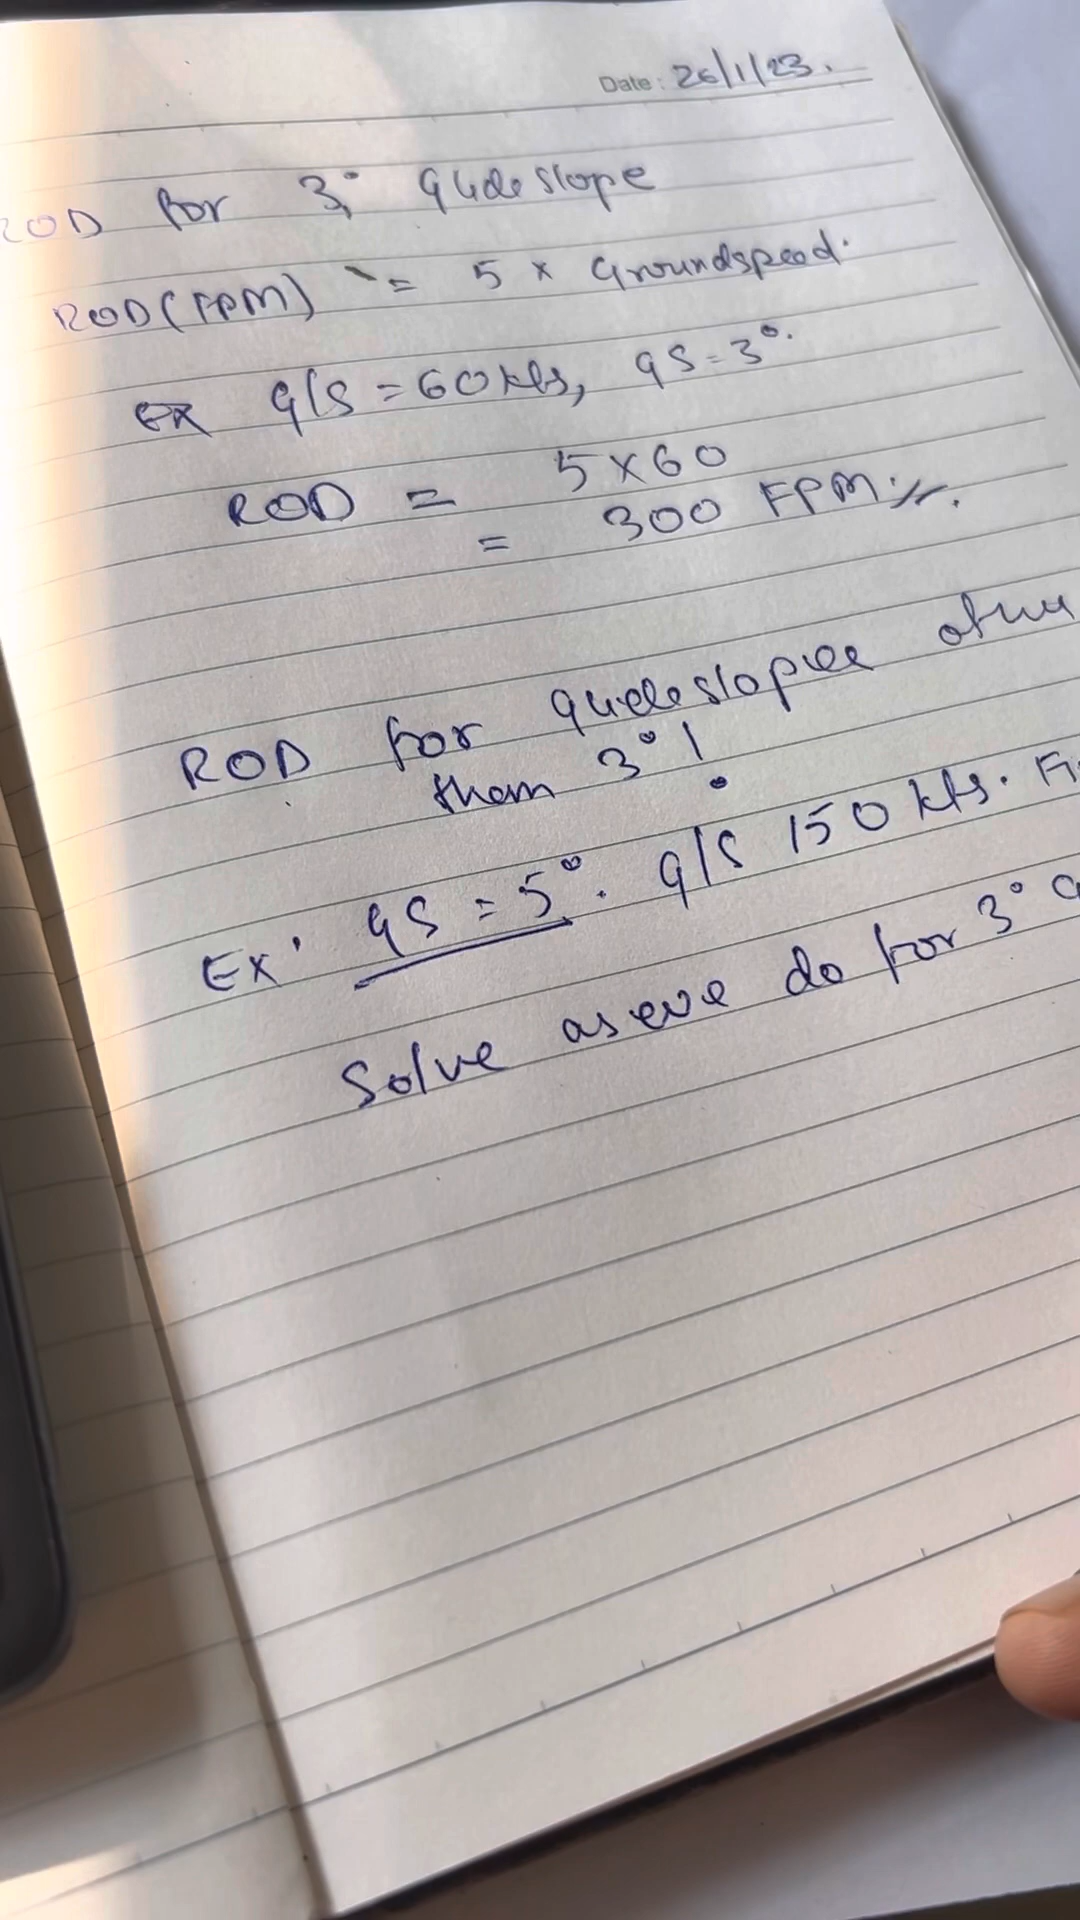 Date: 26/1/23.
ROD for 3° Glide slope
ROD (FPM) = 5 x Groundspeed.
Ex G/S = 60 kts, GS = 3°.
ROD = 5 x 60
= 300 FPM
ROD for glideslopes other
than 3° !
Ex' GS = 5°. G/S 150 kts.
Solve as we do for 3° G